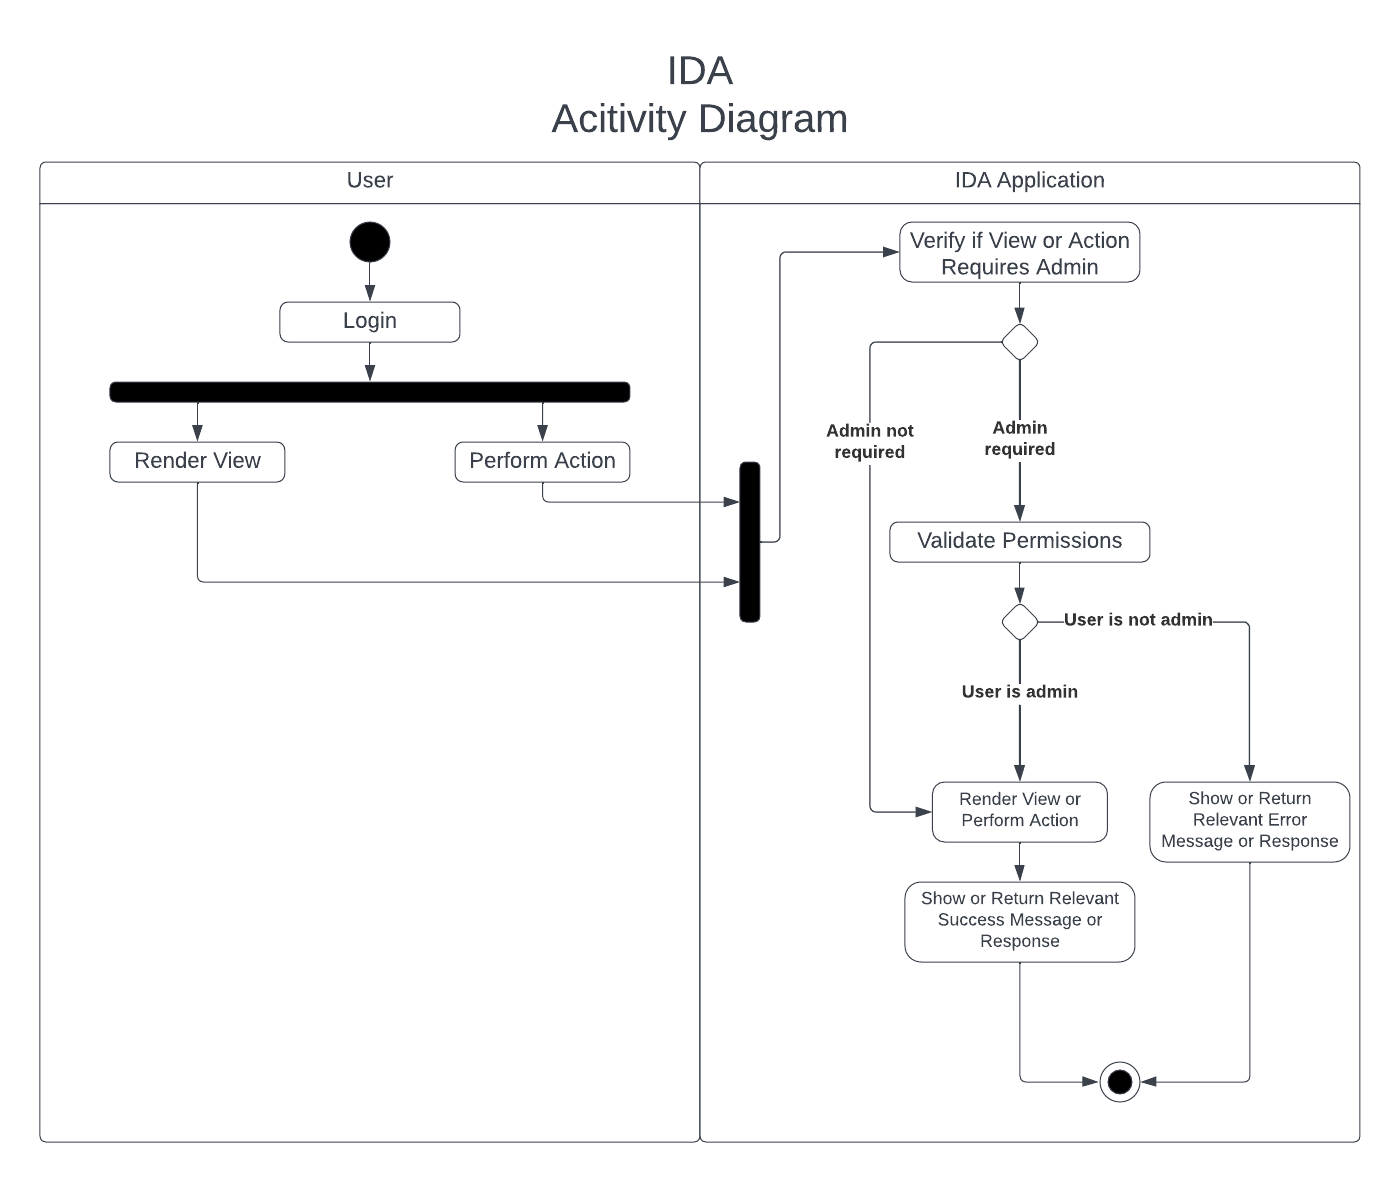 IDA
Acitivity Diagram
User
IDA Application
Login
Render View
Perform Action
Verify if View or Action
Requires Admin
Admin not
required
Admin
required
Validate Permissions
User is not admin
User is admin
Render View or
Perform Action
Show or Return
Relevant Error
Message or Response
Show or Return Relevant
Success Message or
Response